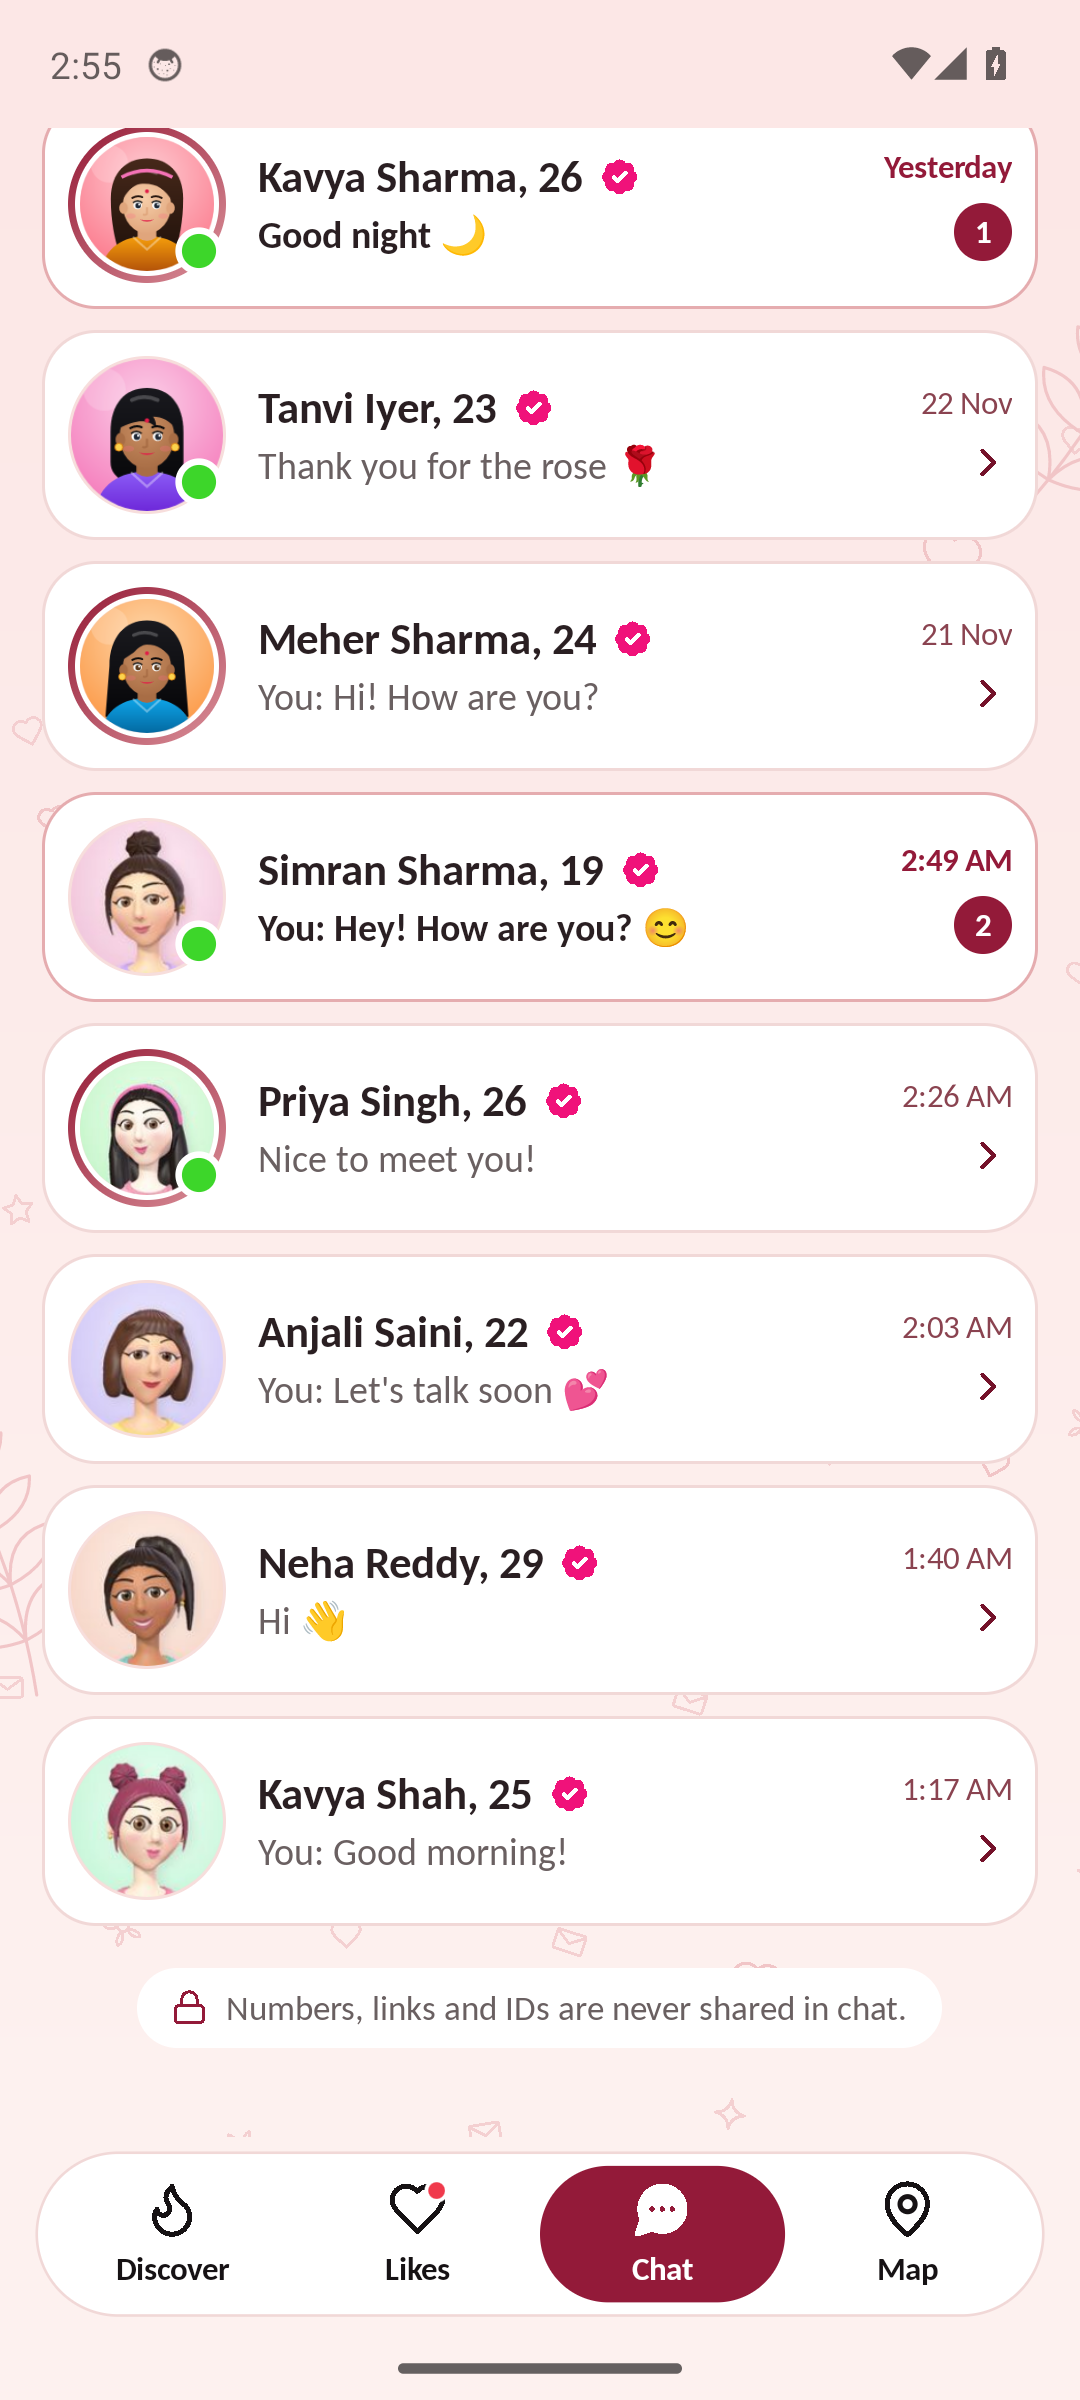 2:55
Kavya Sharma, 26
Yesterday
Good night 🌙
1
Tanvi Iyer, 23
22 Nov
Thank you for the rose 🌹
Meher Sharma, 24
21 Nov
You: Hi! How are you?
Simran Sharma, 19
2:49 AM
You: Hey! How are you? 😊
2
Priya Singh, 26
2:26 AM
Nice to meet you!
Anjali Saini, 22
2:03 AM
You: Let's talk soon 💕
Neha Reddy, 29
1:40 AM
Hi 👋
Kavya Shah, 25
1:17 AM
You: Good morning!
Numbers, links and IDs are never shared in chat.
Discover
Likes
Chat
Map